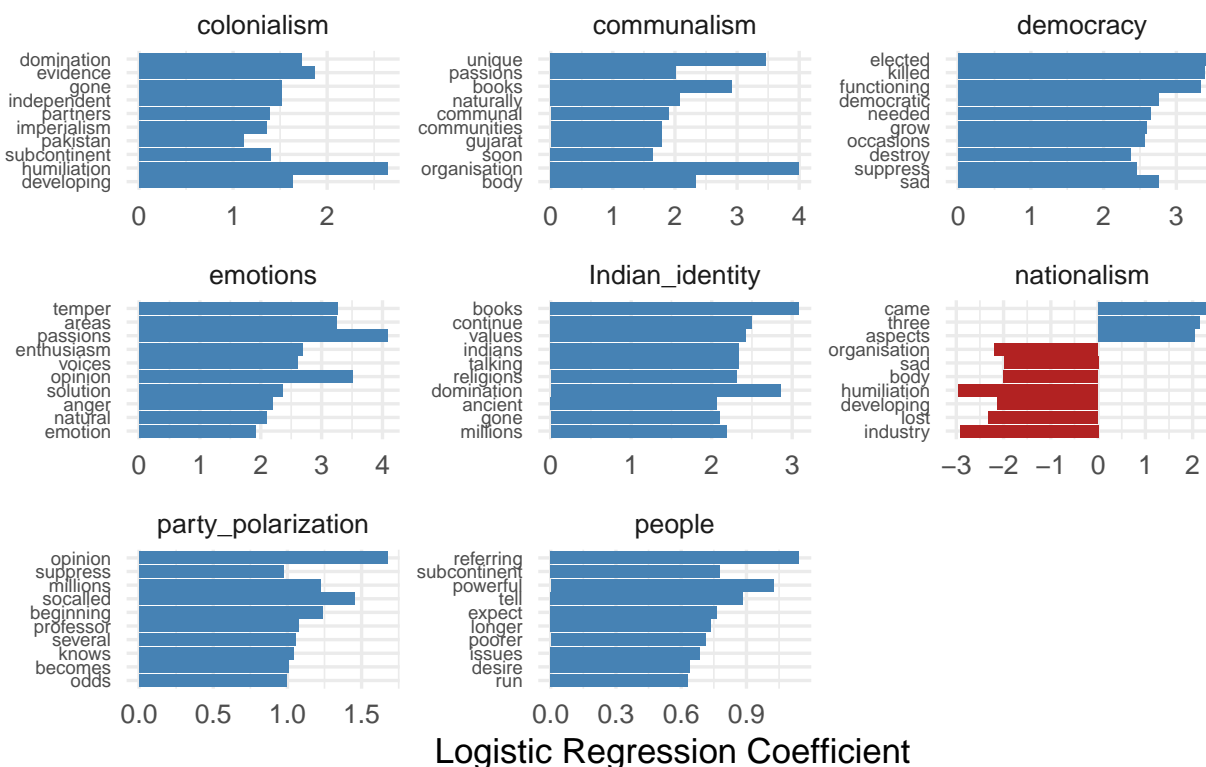 colonialism
domination
evidence
gone
independent
partners
imperialism
pakistan
subcontinent
humiliation
developing
0 1 2
communalism
unique
passions
books
naturally
communal
communities
gujarat
soon
organisation
body
0 1 2 3 4
democracy
elected
killed
functioning
democratic
needed
grow
occasions
destroy
suppress
sad
0 1 2 3
emotions
temper
areas
passions
enthusiasm
voices
opinion
solution
anger
natural
emotion
0 1 2 3 4
Indian_identity
books
continue
values
indians
talking
religions
domination
ancient
gone
millions
0 1 2 3
nationalism
came
three
aspects
organisation
sad
body
humiliation
developing
lost
industry
−3 −2 −1 0 1 2
party_polarization
opinion
suppress
millions
socalled
beginning
professor
several
knows
becomes
odds
0.0 0.5 1.0 1.5
people
referring
subcontinent
powerful
tell
expect
longer
poorer
issues
desire
run
0.0 0.3 0.6 0.9
Logistic Regression Coefficient